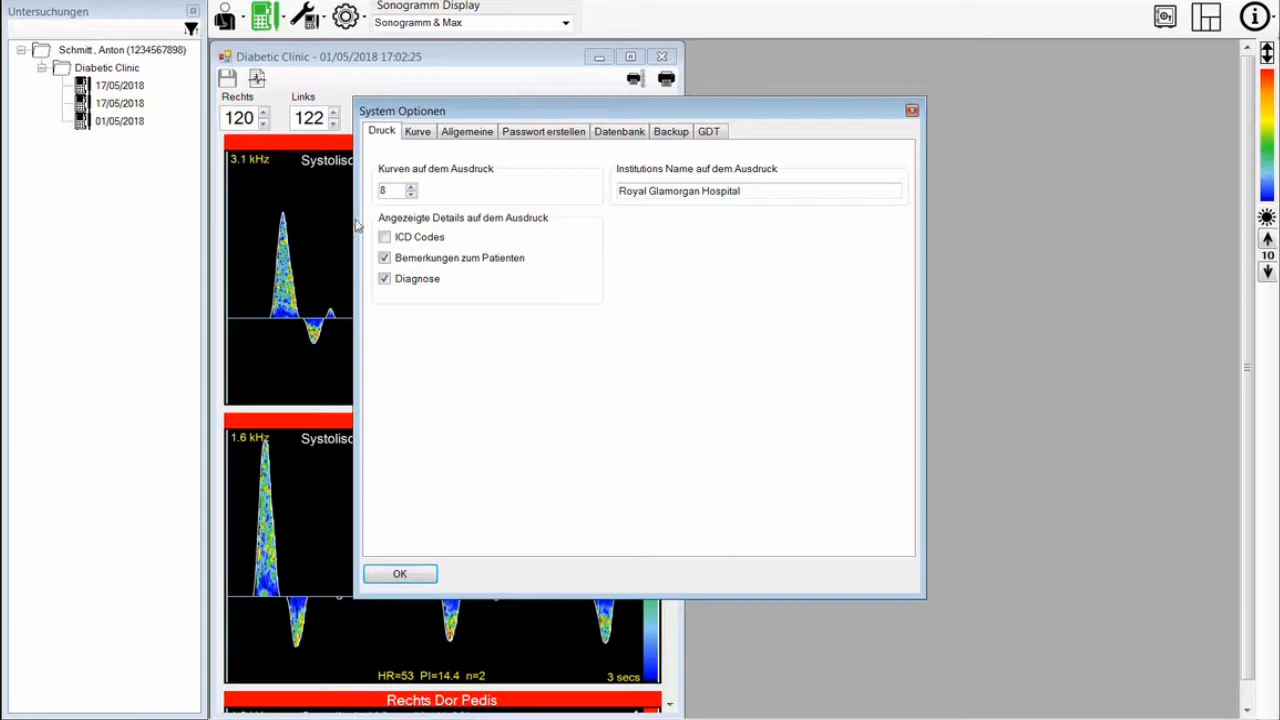 Untersuchungen
Schmitt , Anton (1234567898)
Diabetic Clinic
17/05/2018
17/05/2018
01/05/2018
Sonogramm Display
Sonogramm & Max
Diabetic Clinic - 01/05/2018 17:02:25
Rechts
Links
120
122
3.1 kHz
Systolisc
1.6 kHz
Systolisc
HR=53 PI=14.4 n=2
3 secs
Rechts Dor Pedis
System Optionen
Druck
Kurve
Allgemeine
Passwort erstellen
Datenbank
Backup
GDT
Kurven auf dem Ausdruck
8
Institutions Name auf dem Ausdruck
Royal Glamorgan Hospital
Angezeigte Details auf dem Ausdruck
ICD Codes
Bemerkungen zum Patienten
Diagnose
OK
10